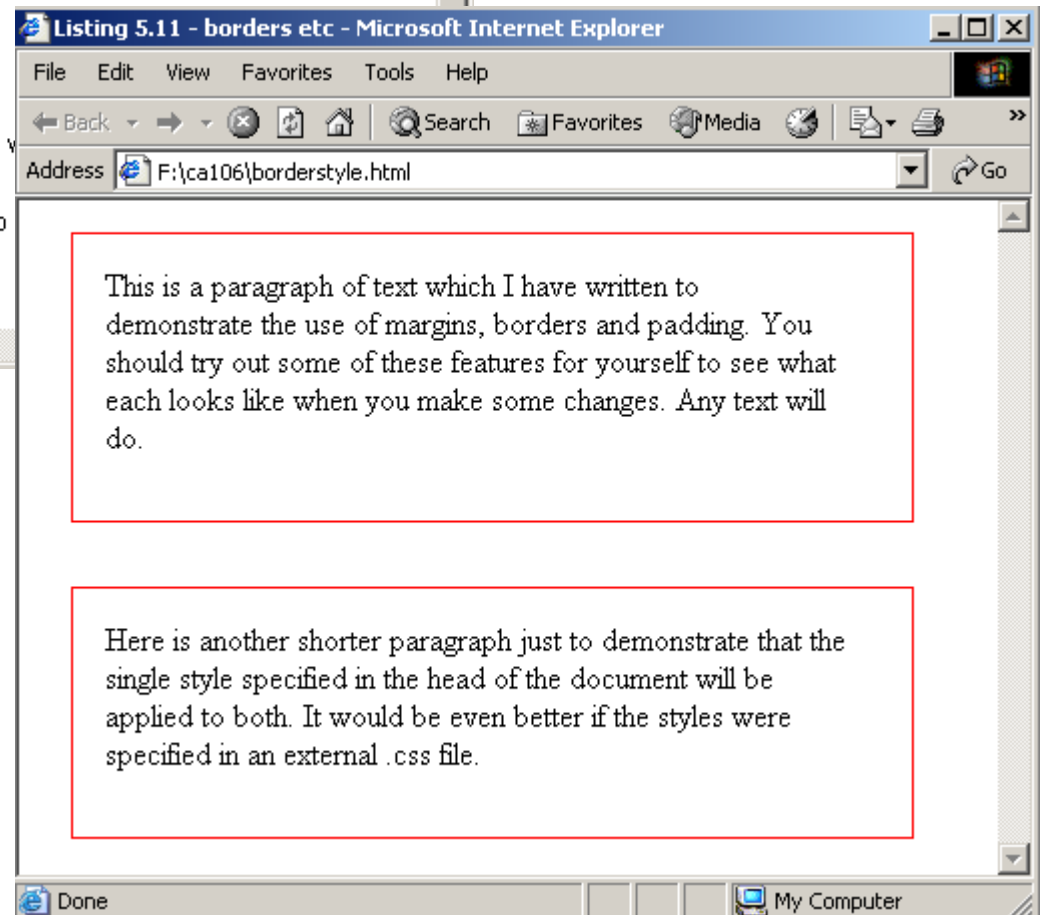 Listing 5.11 - borders etc - Microsoft Internet Explorer
File Edit View Favorites Tools Help
Back Search Favorites Media »
Address F:\ca106\borderstyle.html Go
This is a paragraph of text which I have written to
demonstrate the use of margins, borders and padding. You
should try out some of these features for yourself to see what
each looks like when you make some changes. Any text will
do.
Here is another shorter paragraph just to demonstrate that the
single style specified in the head of the document will be
applied to both. It would be even better if the styles were
specified in an external .css file.
Done My Computer